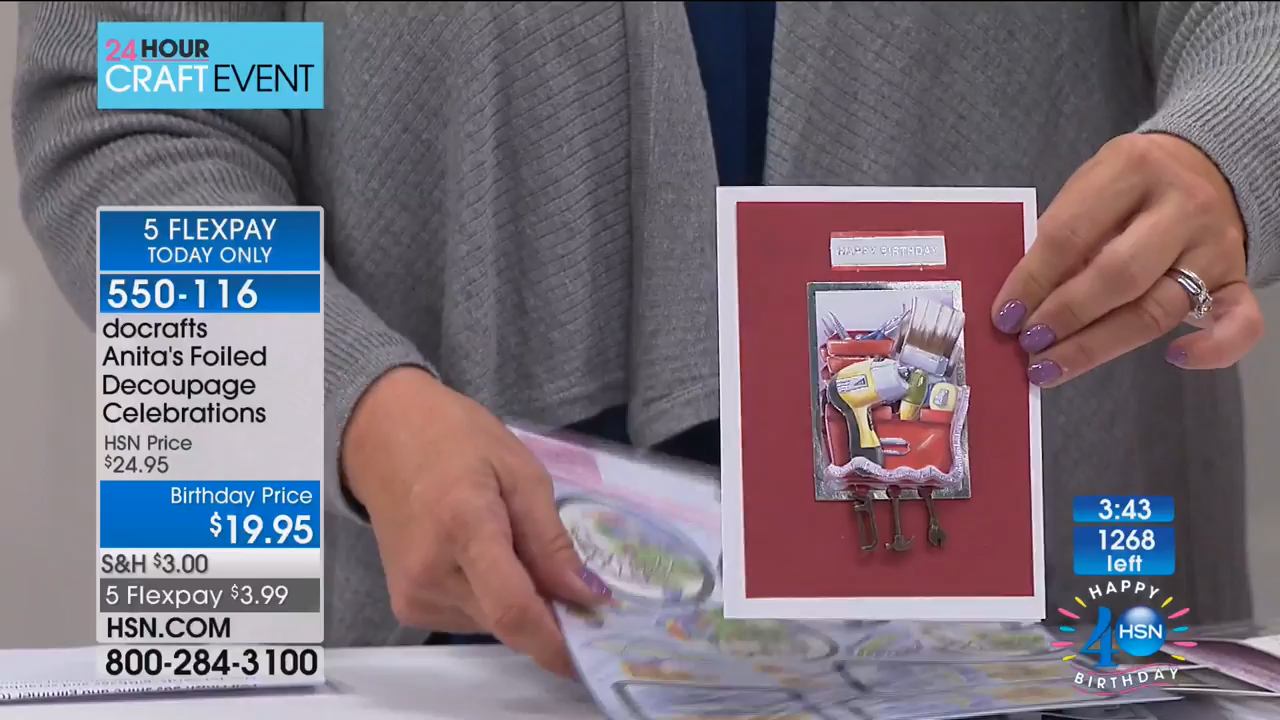 24 HOUR
CRAFT EVENT
5 FLEXPAY
TODAY ONLY
550-116
docrafts
Anita's Foiled
Decoupage
Celebrations
HSN Price
$24.95
Birthday Price
$19.95
S&H $3.00
5 Flexpay $3.99
HSN.COM
800-284-3100
HAPPY BIRTHDAY
3:43
1268
left
HAPPY
40 HSN
BIRTHDAY